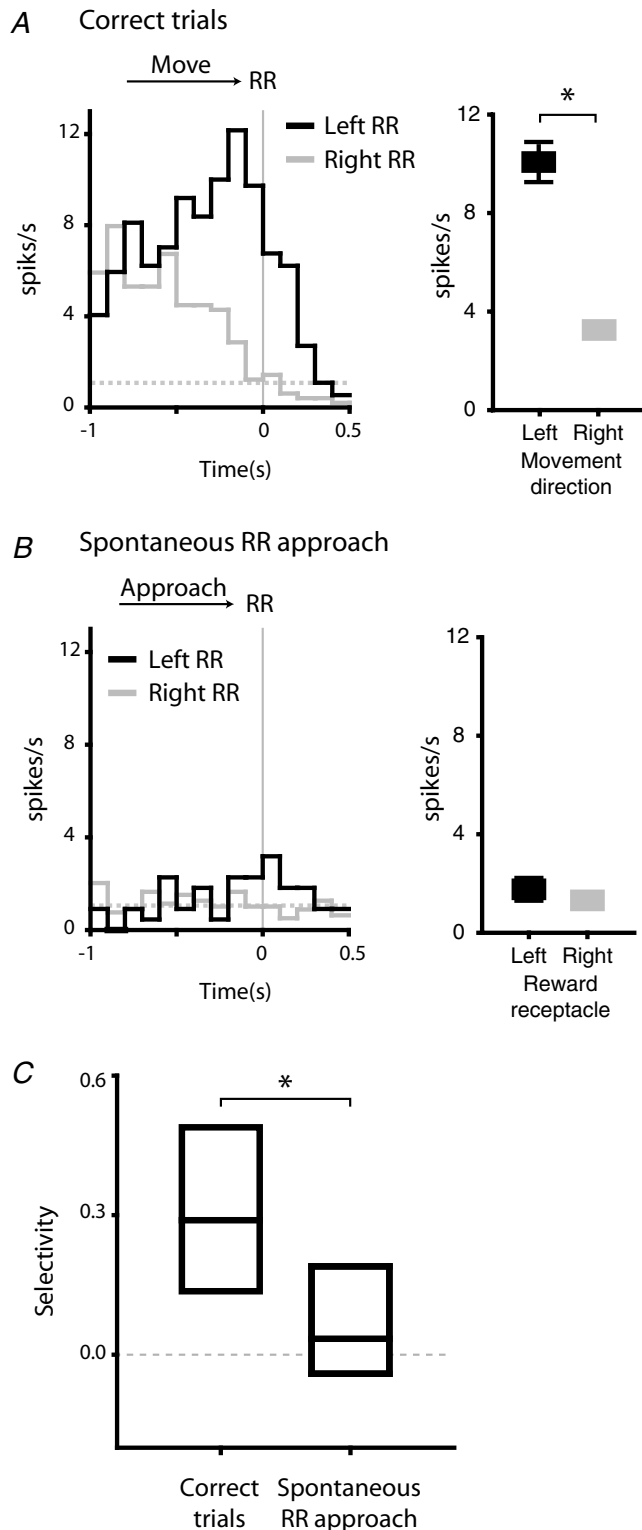 A Correct trials
Move RR
Left RR
Right RR
spiks/s
12
8
4
0
-1 0 0.5
Time(s)
*
spikes/s
12
8
4
0
Left Right
Movement
direction
B Spontaneous RR approach
Approach RR
Left RR
Right RR
spikes/s
12
8
4
0
-1 0 0.5
Time(s)
spikes/s
12
8
4
0
Left Right
Reward
receptacle
C
*
Selectivity
0.6
0.3
0.0
Correct Spontaneous
trials RR approach